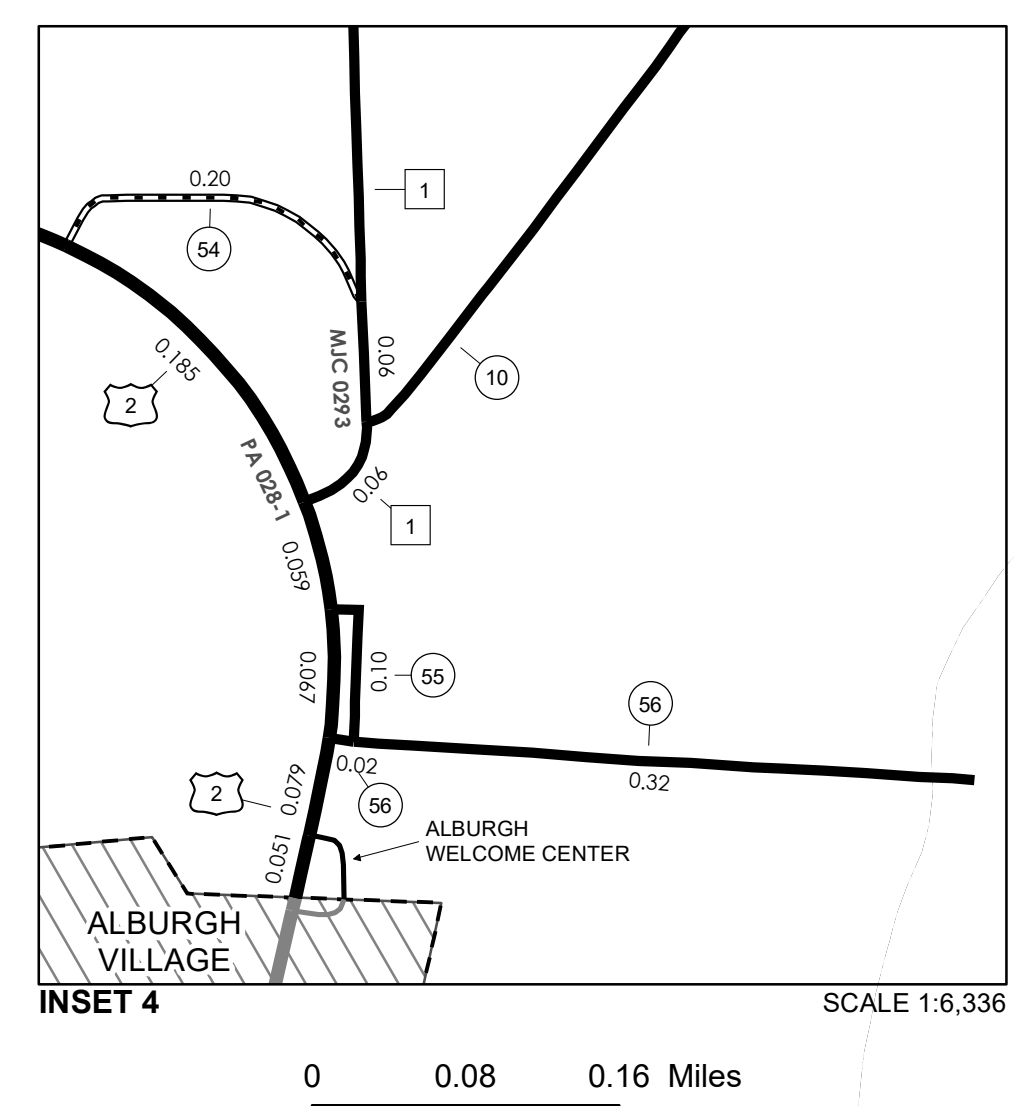 0.20
1
54
MJC 0293
0.06
0.185
10
2
PA 028-1
0.06
1
0.059
0.067
0.10
55
56
0.02
0.32
2
0.079
56
0.051
ALBURGH
WELCOME CENTER
ALBURGH
VILLAGE
INSET 4
SCALE 1:6,336
0 0.08 0.16 Miles